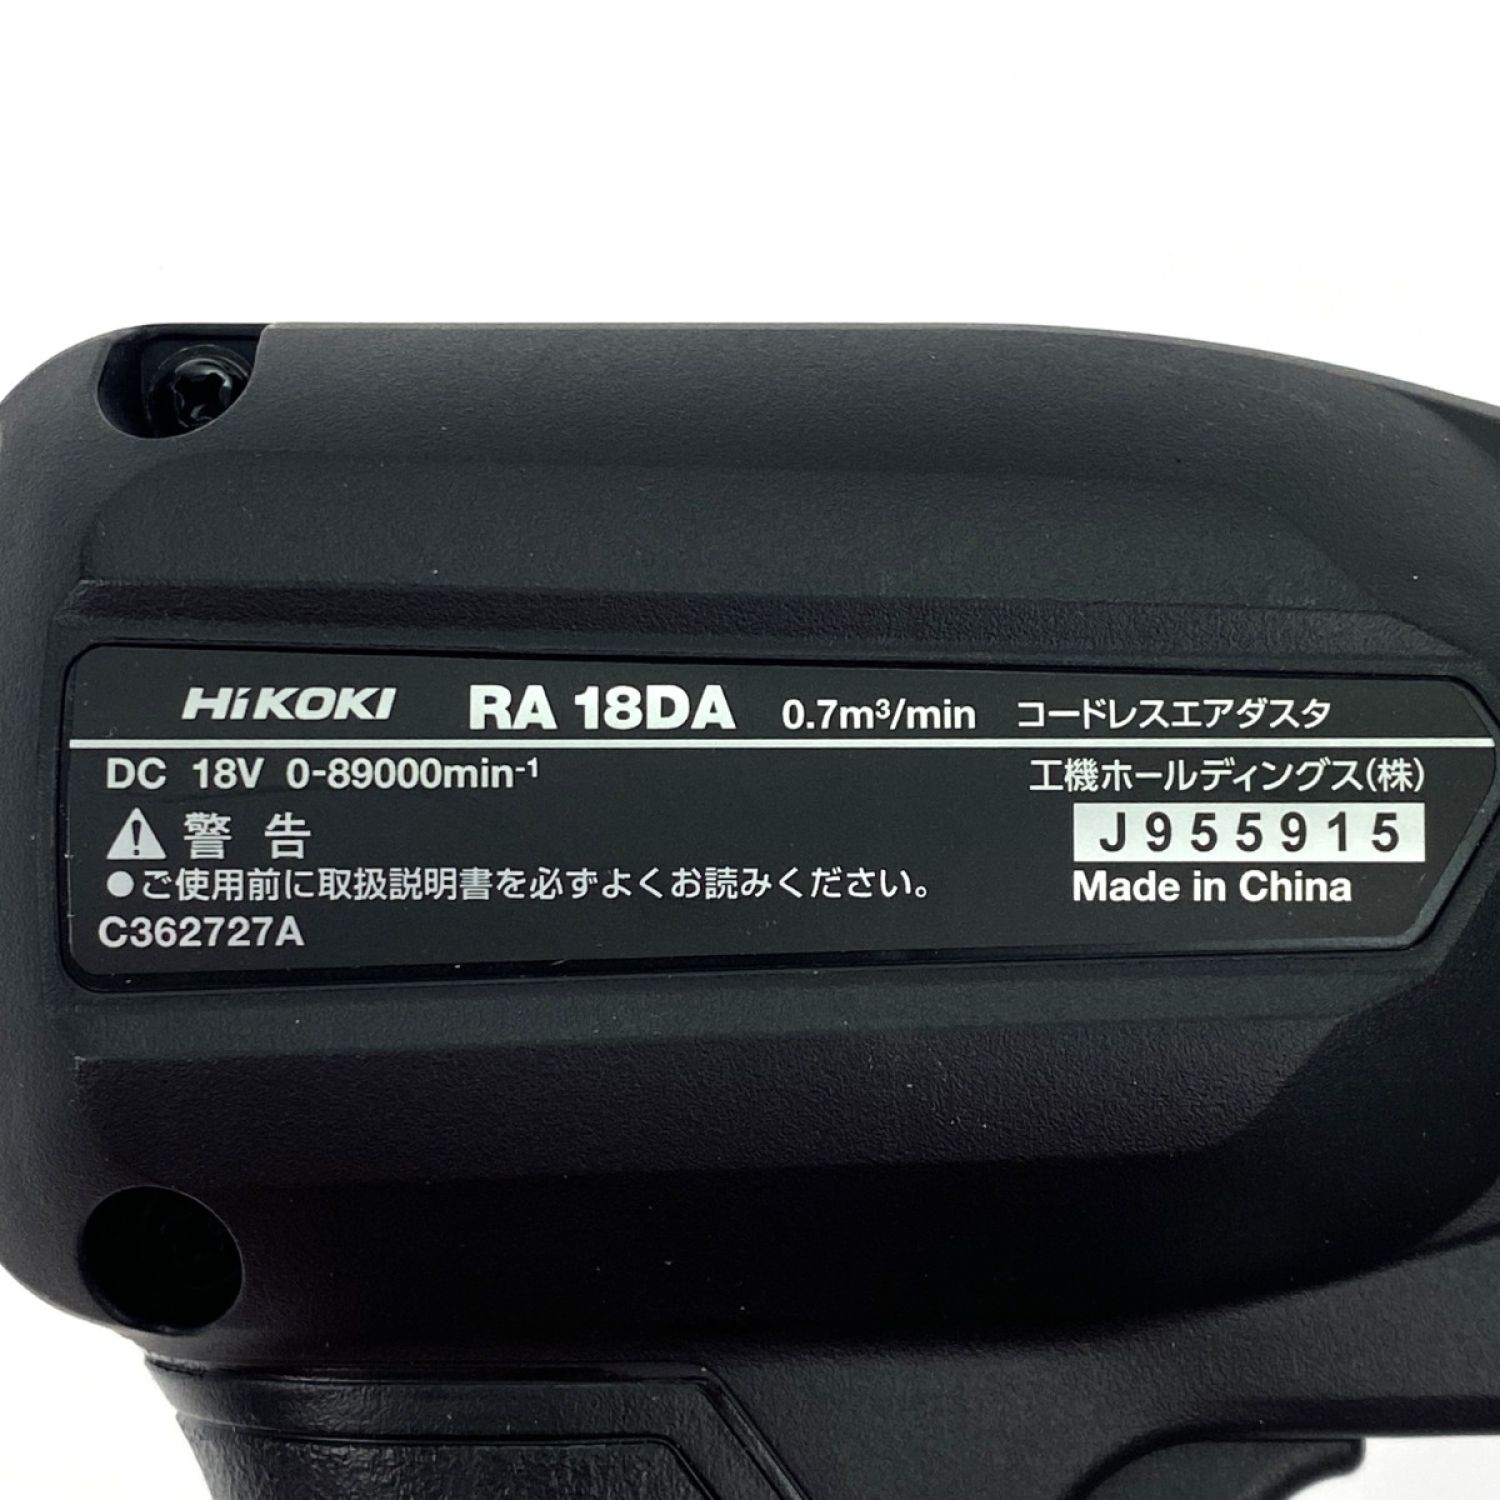 HiKOKI RA 18DA 0.7m³/min コードレスエアダスタ
DC 18V 0-89000min⁻¹ 工機ホールディングス(株)
警告 J955915
●ご使用前に取扱説明書を必ずよくお読みください。 Made in China
C362727A